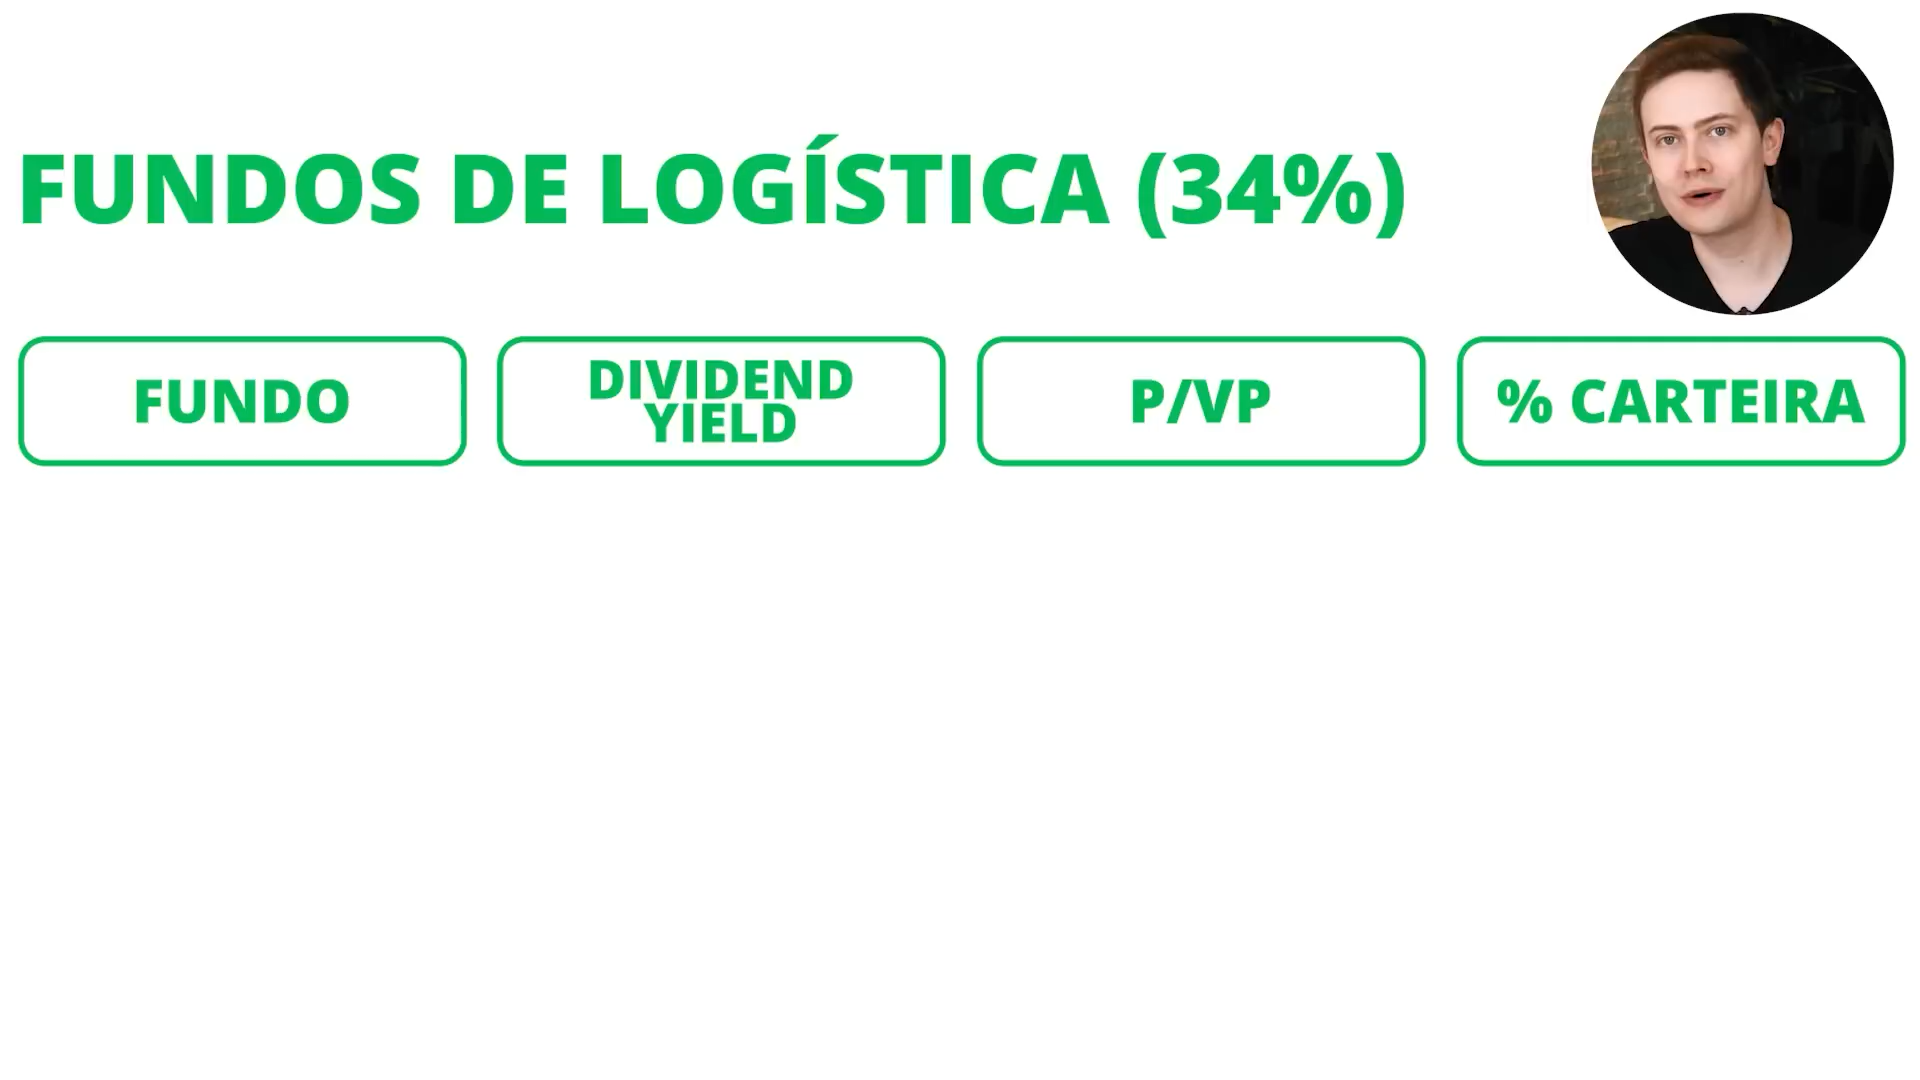 FUNDOS DE LOGÍSTICA (34%)
FUNDO
DIVIDEND
YIELD
P/VP
% CARTEIRA